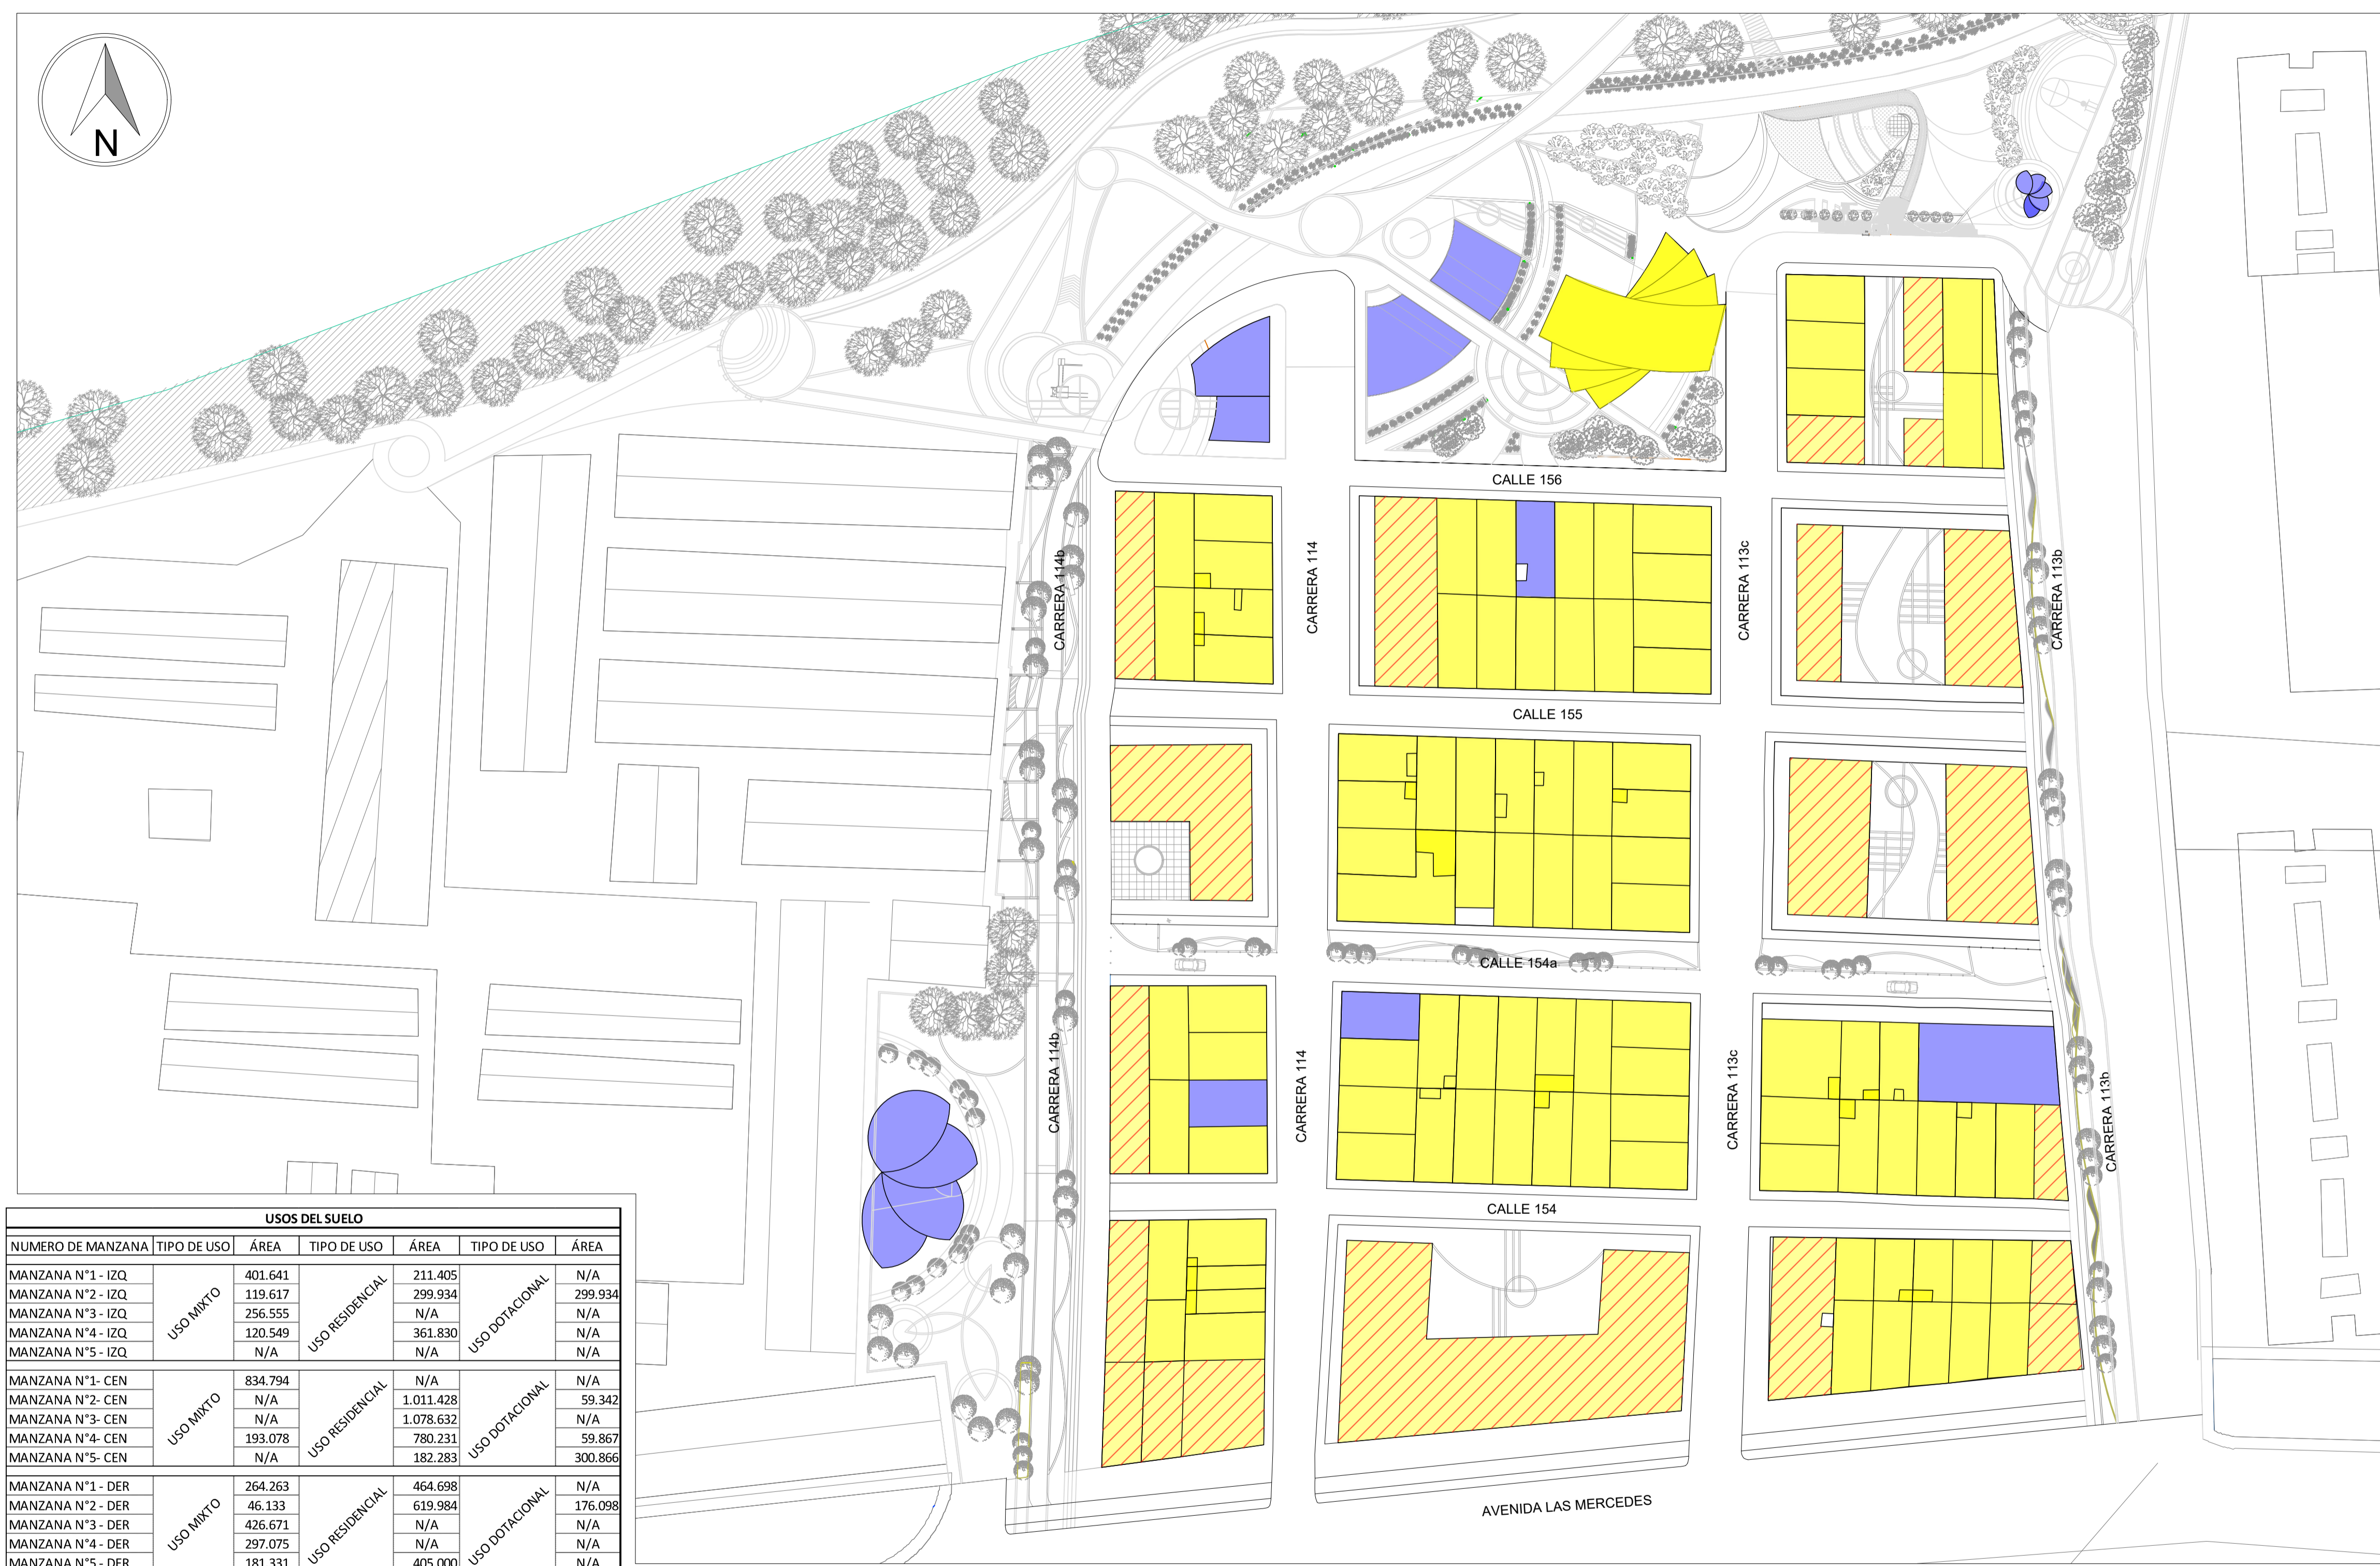 N
CALLE 156
CARRERA 114b
CARRERA 114
CARRERA 113c
CARRERA 113b
CALLE 155
CALLE 154a
CARRERA 114b
CARRERA 114
CARRERA 113c
CARRERA 113b
CALLE 154
AVENIDA LAS MERCEDES
USOS DEL SUELO
NUMERO DE MANZANA TIPO DE USO ÁREA TIPO DE USO ÁREA TIPO DE USO ÁREA
USO MIXTO USO RESIDENCIAL USO DOTACIONAL
MANZANA N°1 - IZQ 401.641 211.405 N/A
MANZANA N°2 - IZQ 119.617 299.934 299.934
MANZANA N°3 - IZQ 256.555 N/A N/A
MANZANA N°4 - IZQ 120.549 361.830 N/A
MANZANA N°5 - IZQ N/A N/A N/A
USO MIXTO USO RESIDENCIAL USO DOTACIONAL
MANZANA N°1- CEN 834.794 N/A N/A
MANZANA N°2- CEN N/A 1.011.428 59.342
MANZANA N°3- CEN N/A 1.078.632 N/A
MANZANA N°4- CEN 193.078 780.231 59.867
MANZANA N°5- CEN N/A 182.283 300.866
USO MIXTO USO RESIDENCIAL USO DOTACIONAL
MANZANA N°1 - DER 264.263 464.698 N/A
MANZANA N°2 - DER 46.133 619.984 176.098
MANZANA N°3 - DER 426.671 N/A N/A
MANZANA N°4 - DER 297.075 N/A N/A
MANZANA N°5 - DER 181.331 405.000 N/A